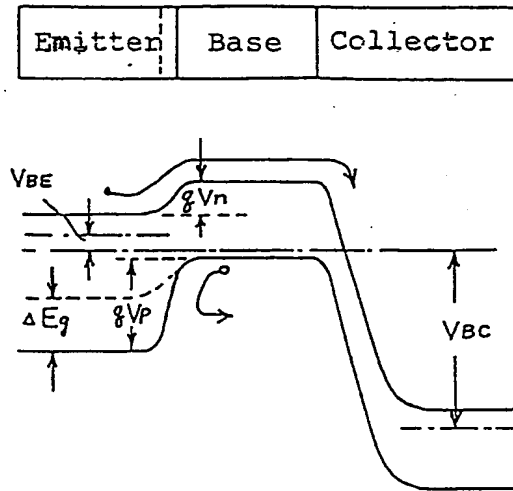 Emitter Base Collector
VBE
qVn
ΔEg
qVp
VBC